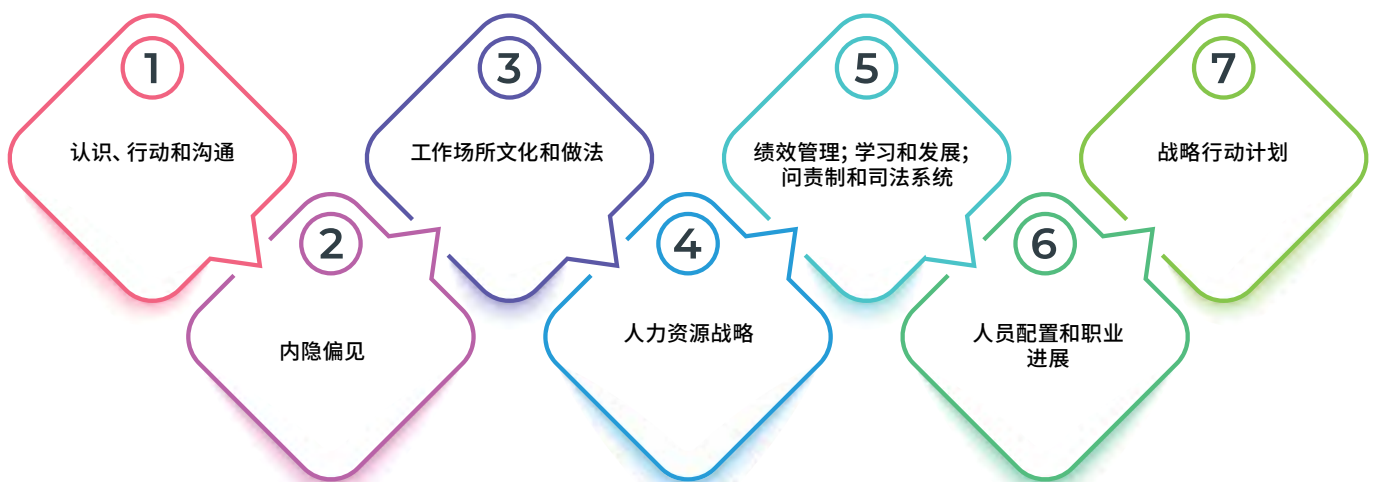 1
认识、行动和沟通
2
内隐偏见
3
工作场所文化和做法
4
人力资源战略
5
绩效管理；学习和发展；
问责制和司法系统
6
人员配置和职业
进展
7
战略行动计划